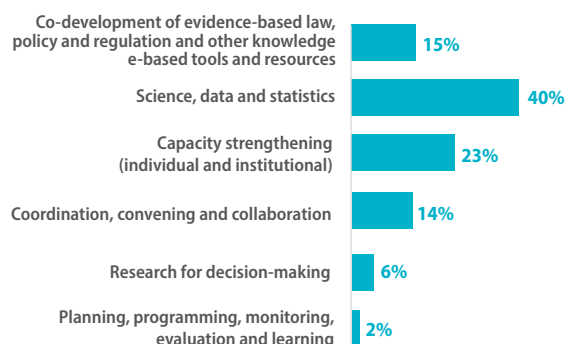 Co-development of evidence-based law,
policy and regulation and other knowledge
e-based tools and resources
15%
Science, data and statistics
40%
Capacity strengthening
(individual and institutional)
23%
Coordination, convening and collaboration
14%
Research for decision-making
6%
Planning, programming, monitoring,
evaluation and learning
2%